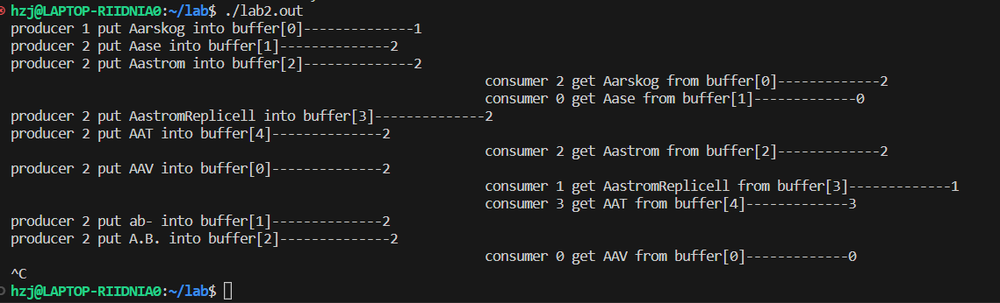 hzj@LAPTOP-RIIDNIA0:~/lab$ ./lab2.out
producer 1 put Aarskog into buffer[0]--------------1
producer 2 put Aase into buffer[1]--------------2
producer 2 put Aastrom into buffer[2]--------------2
consumer 2 get Aarskog from buffer[0]-------------2
consumer 0 get Aase from buffer[1]-------------0
producer 2 put AastromReplicell into buffer[3]--------------2
producer 2 put AAT into buffer[4]--------------2
consumer 2 get Aastrom from buffer[2]-------------2
producer 2 put AAV into buffer[0]--------------2
consumer 1 get AastromReplicell from buffer[3]-------------1
consumer 3 get AAT from buffer[4]-------------3
producer 2 put ab- into buffer[1]--------------2
producer 2 put A.B. into buffer[2]--------------2
consumer 0 get AAV from buffer[0]-------------0
^C
hzj@LAPTOP-RIIDNIA0:~/lab$